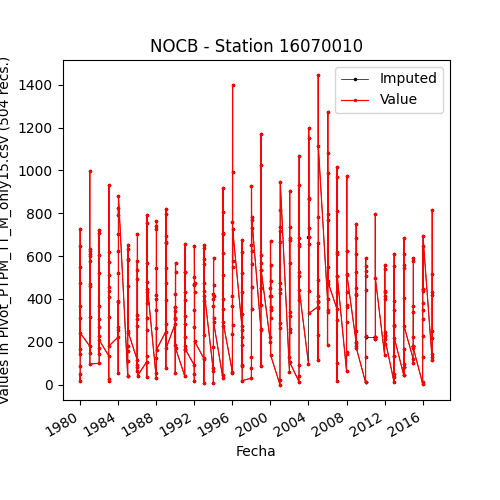 NOCB - Station 16070010
Imputed
Value
Values in Pivot_PTPM_TT_M_only15.csv (504 recs.)
1400
1200
1000
800
600
400
200
0
1980 1984 1988 1992 1996 2000 2004 2008 2012 2016
Fecha